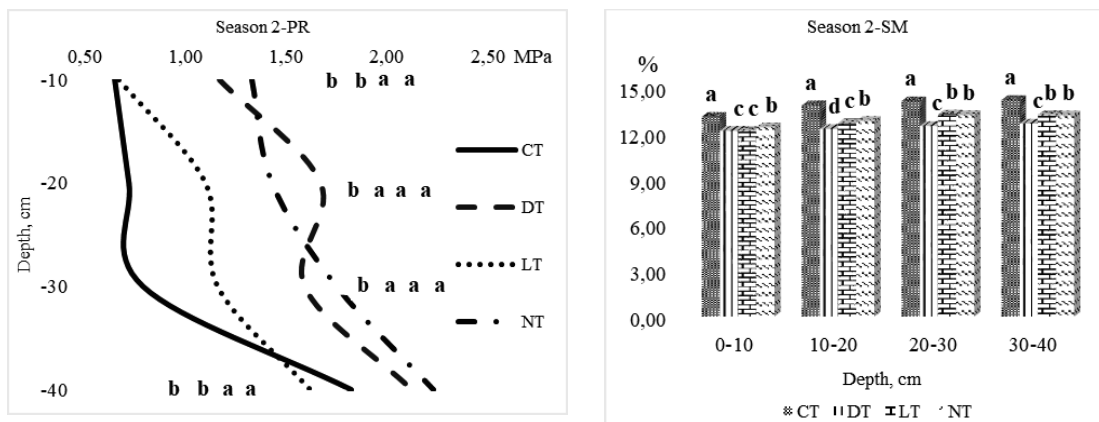 Season 2-PR
0,50 1,00 1,50 2,00 2,50
MPa
-10
-20
-30
-40
Depth, cm
b b a a
b a a a
b a a a
b b a a
CT
DT
LT
NT
Season 2-SM
%
15,00
12,00
9,00
6,00
3,00
0,00
a c c b
a d c b
a c b b
a c b b
0-10 10-20 20-30 30-40
Depth, cm
CT DT LT NT